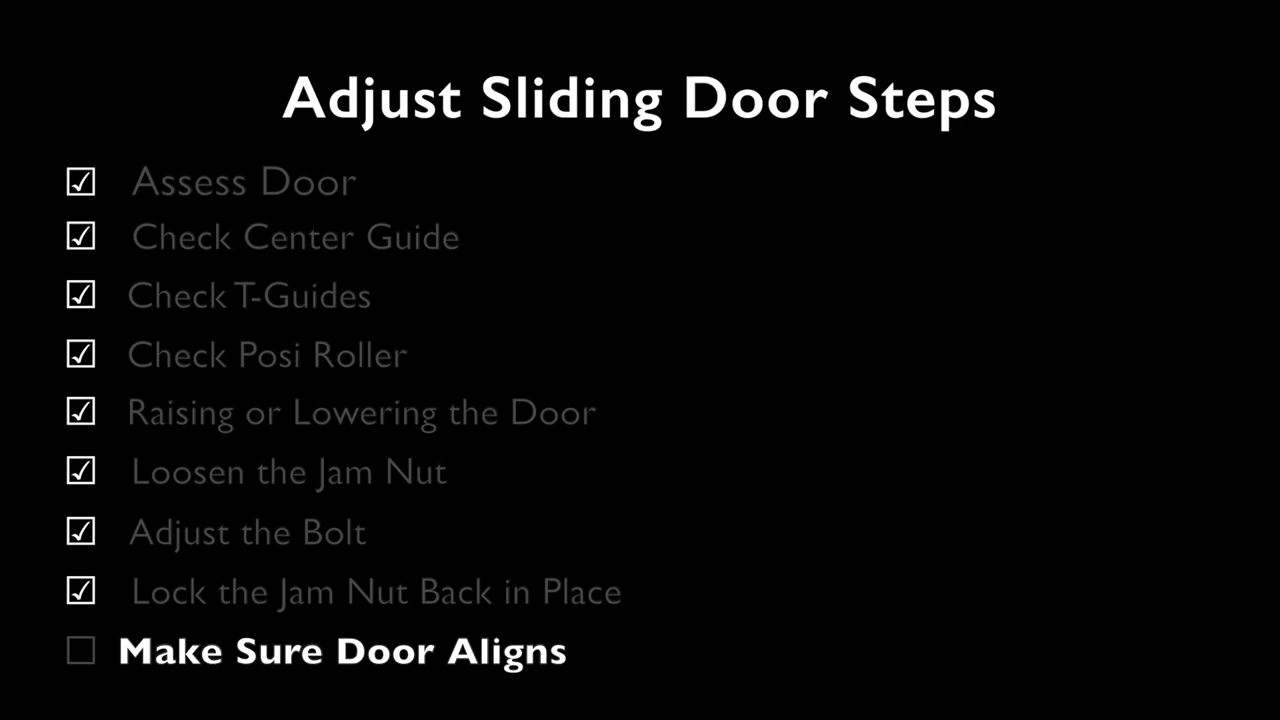 Adjust Sliding Door Steps
☑ Assess Door
☑ Check Center Guide
☑ Check T-Guides
☑ Check Posi Roller
☑ Raising or Lowering the Door
☑ Loosen the Jam Nut
☑ Adjust the Bolt
☑ Lock the Jam Nut Back in Place
☐ Make Sure Door Aligns